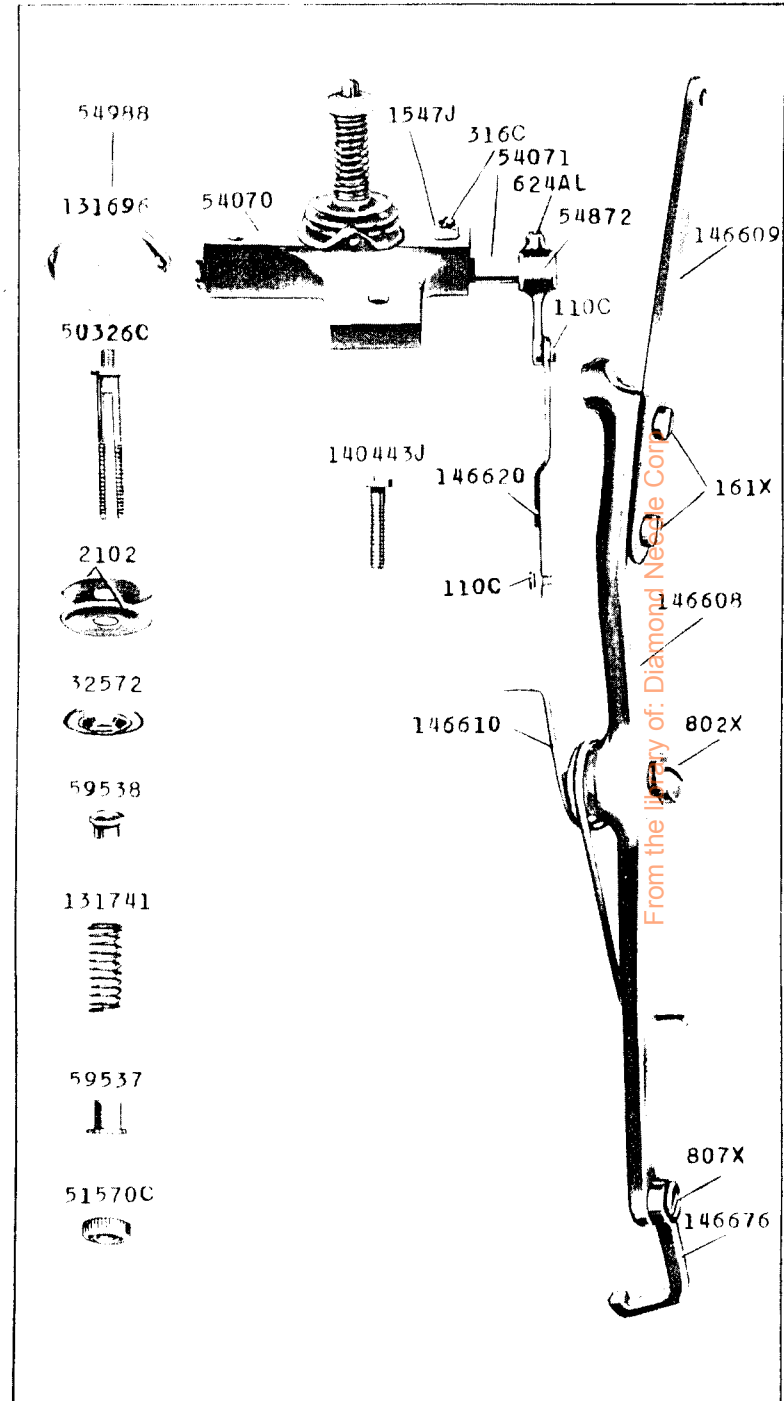 54988
1547J
316C
54071
624AL
54872
131696
54070
146609
110C
50326C
140443J
146620
161X
2102
110C
146608
32572
146610
802X
59538
131741
59537
807X
51570C
146676
From the library of: Diamond Needle Corp